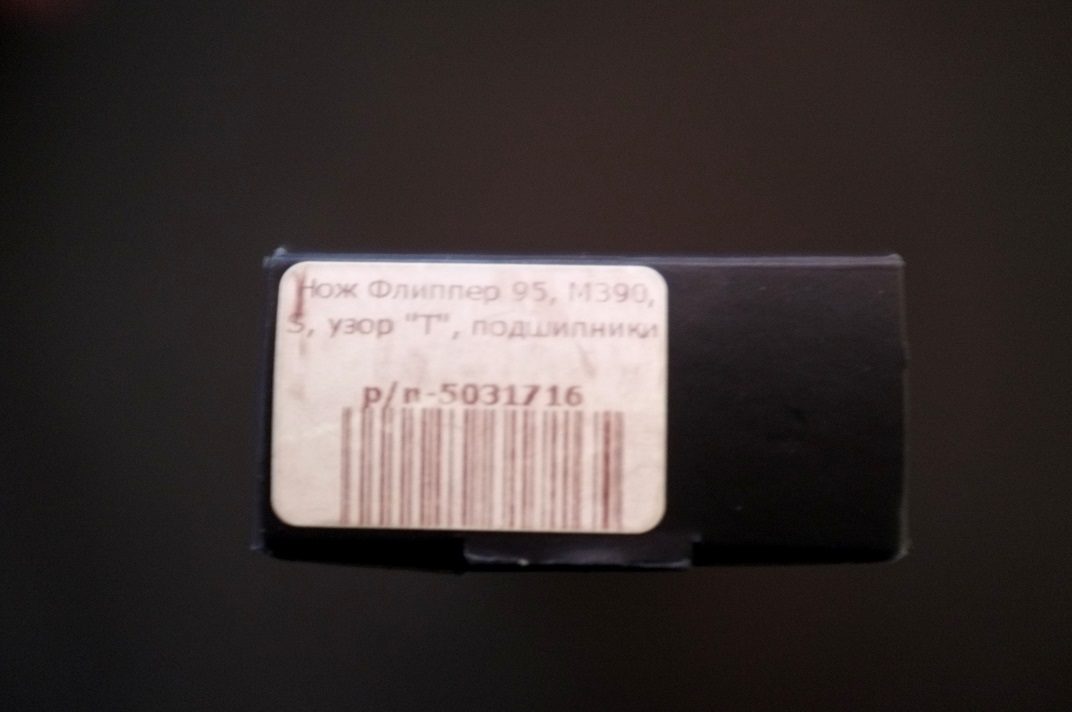 Нож Флиппер 95, М390,
S, узор "Т", подшипники
p/n-5031716